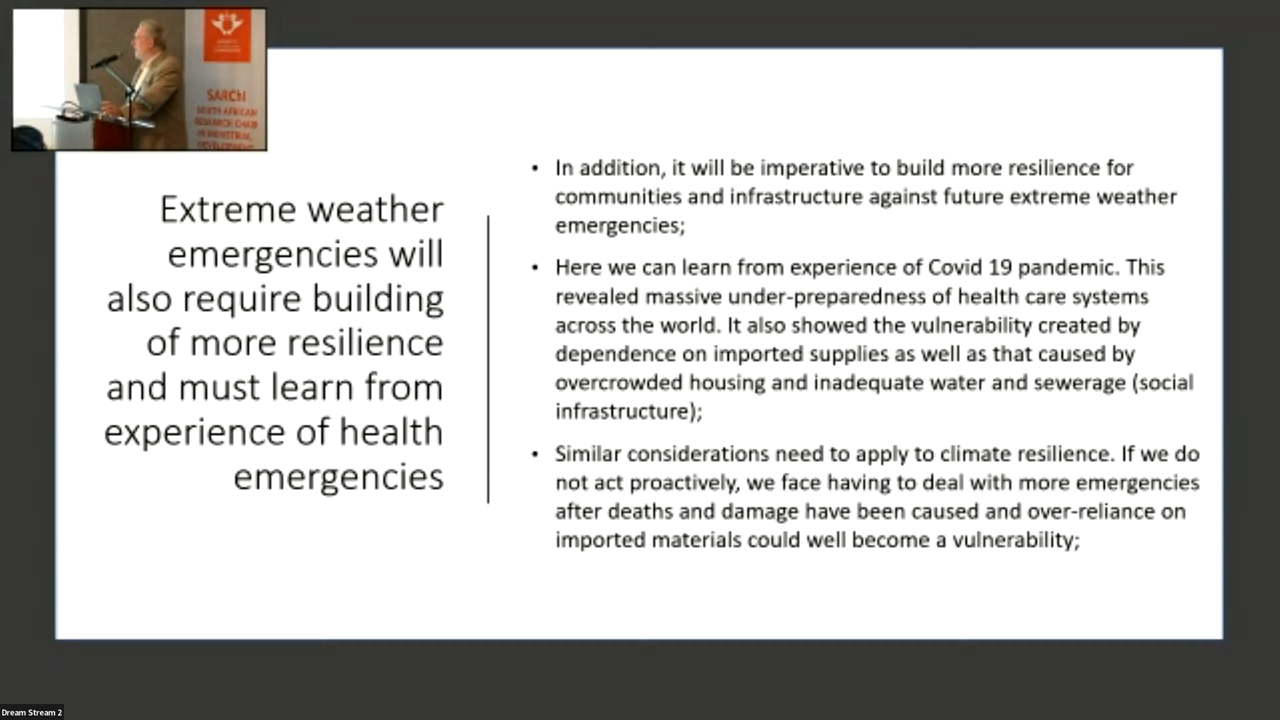 SARChI
SOUTH AFRICAN
RESEARCH CHAIR
IN INDUSTRIAL
DEVELOPMENT
Extreme weather
emergencies will
also require building
of more resilience
and must learn from
experience of health
emergencies
• In addition, it will be imperative to build more resilience for
communities and infrastructure against future extreme weather
emergencies;
• Here we can learn from experience of Covid 19 pandemic. This
revealed massive under-preparedness of health care systems
across the world. It also showed the vulnerability created by
dependence on imported supplies as well as that caused by
overcrowded housing and inadequate water and sewerage (social
infrastructure);
• Similar considerations need to apply to climate resilience. If we do
not act proactively, we face having to deal with more emergencies
after deaths and damage have been caused and over-reliance on
imported materials could well become a vulnerability;
Dream Stream 2